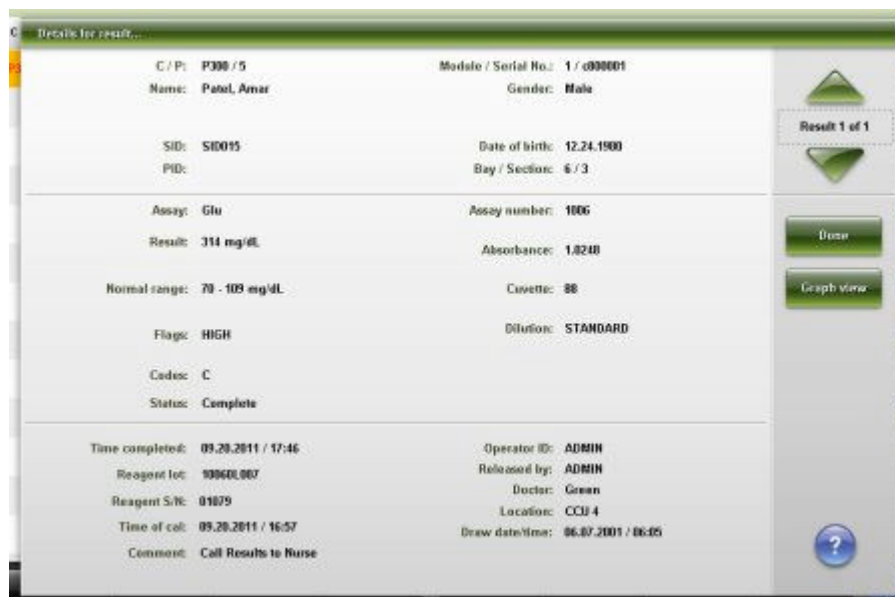 C
Details for result...
C / P: P300 / 5
Module / Serial No.: 1 / c000001
Name: Patel, Amar
Gender: Male
Result 1 of 1
SID: SID015
Date of birth: 12.24.1900
PID:
Bay / Section: 6 / 3
Assay: Glu
Assay number: 1006
Done
Result: 314 mg/dL
Absorbance: 1.0240
Normal range: 70 - 109 mg/dL
Cuvette: 88
Graph view
Flags: HIGH
Dilution: STANDARD
Codes: C
Status: Complete
Time completed: 09.20.2011 / 17:46
Operator ID: ADMIN
Reagent lot:
Released by: ADMIN
Reagent S/N: 01079
Doctor: Green
Location: CCU 4
Time of cal: 09.20.2011 / 16:57
Draw date/time: 06.07.2001 / 06:05
Comment: Call Results to Nurse
?